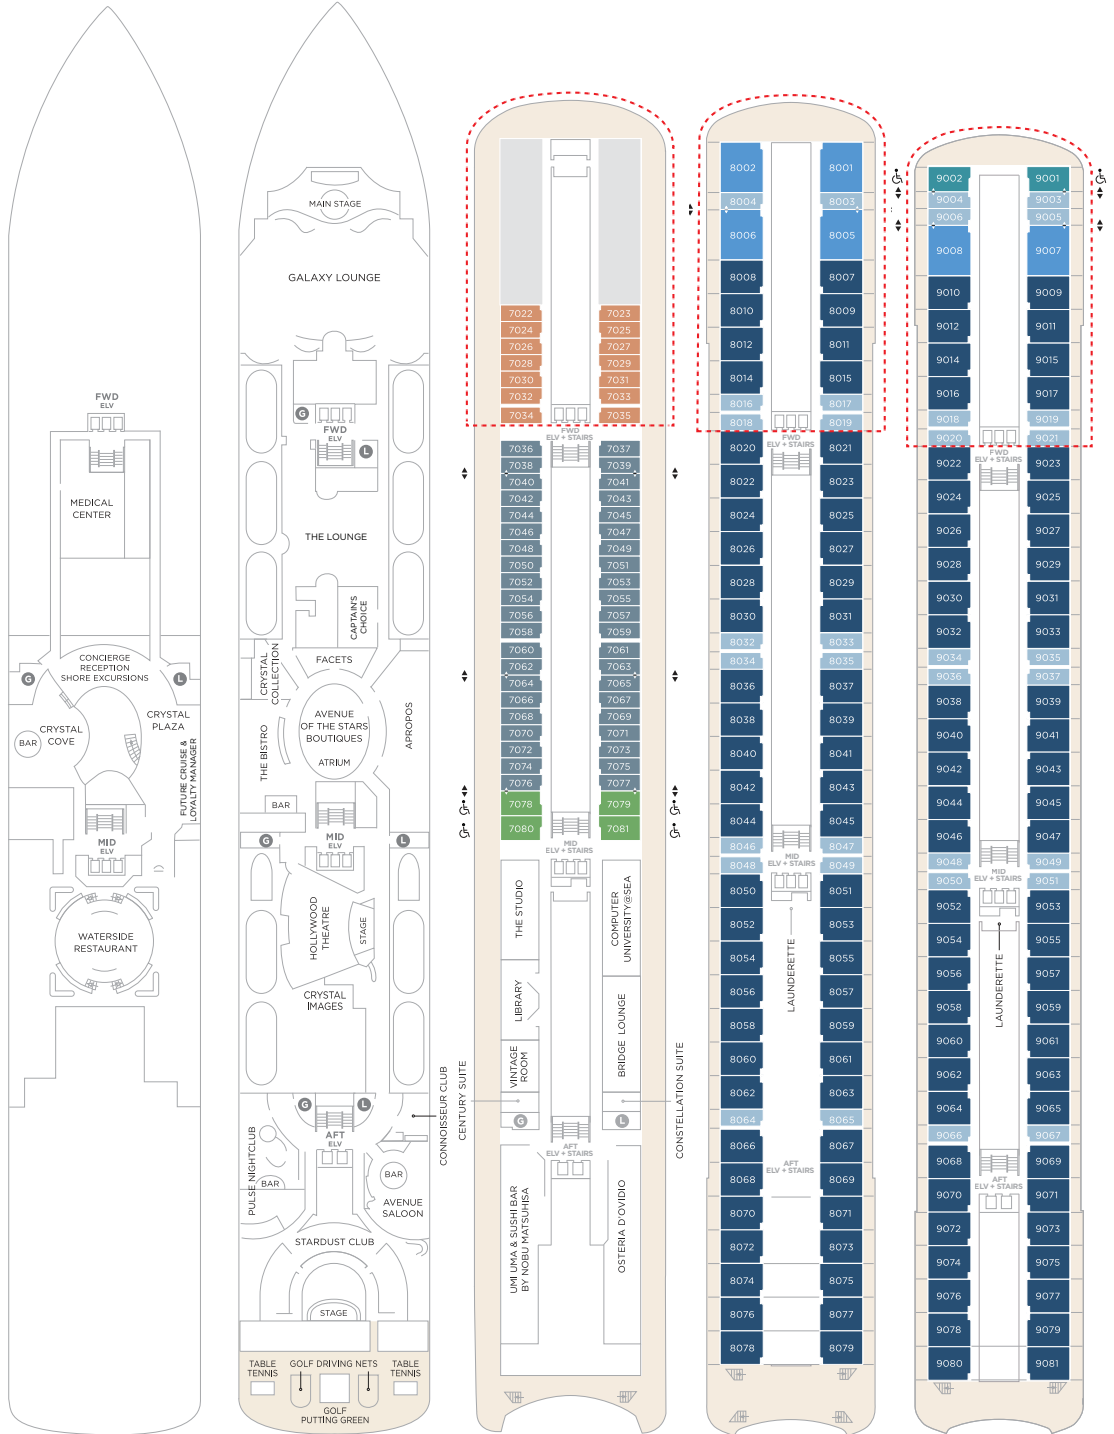 FWD
ELV
MEDICAL
CENTER
CONCIERGE
RECEPTION
SHORE EXCURSIONS
G
L
CRYSTAL
PLAZA
CRYSTAL
COVE
BAR
FUTURE CRUISE &
LOYALTY MANAGER
MID
ELV
WATERSIDE
RESTAURANT
MAIN STAGE
GALAXY LOUNGE
G
FWD
ELV
L
THE LOUNGE
CAPTAIN'S
CHOICE
CRYSTAL
COLLECTION
FACETS
AVENUE
OF THE STARS
BOUTIQUES
ATRIUM
THE BISTRO
APROPOS
BAR
G
MID
ELV
L
HOLLYWOOD
THEATRE
STAGE
CRYSTAL
IMAGES
G
L
AFT
ELV
CONNOISSEUR CLUB
PULSE NIGHTCLUB
BAR
BAR
AVENUE
SALOON
STARDUST CLUB
STAGE
TABLE
TENNIS
GOLF DRIVING NETS
TABLE
TENNIS
GOLF
PUTTING GREEN
7022 7023
7024 7025
7026 7027
7028 7029
7030 7031
7032 7033
7034 7035
FWD
ELV + STAIRS
7036 7037
7038 7039
7040 7041
7042 7043
7044 7045
7046 7047
7048 7049
7050 7051
7052 7053
7054 7055
7056 7057
7058 7059
7060 7061
7062 7063
7064 7065
7066 7067
7068 7069
7070 7071
7072 7073
7074 7075
7076 7077
7078 7079
7080 7081
MID
ELV + STAIRS
THE STUDIO
COMPUTER
UNIVERSITY@SEA
LIBRARY
BRIDGE LOUNGE
VINTAGE
ROOM
CENTURY SUITE
CONSTELLATION SUITE
G
L
AFT
ELV + STAIRS
UMI UMA & SUSHI BAR
BY NOBU MATSUHISA
OSTERIA D'OVIDIO
8002 8001
8004 8003
8006 8005
8008 8007
8010 8009
8012 8011
8014 8015
8016 8017
8018 8019
FWD
ELV + STAIRS
8020 8021
8022 8023
8024 8025
8026 8027
8028 8029
8030 8031
8032 8033
8034 8035
8036 8037
8038 8039
8040 8041
8042 8043
8044 8045
8046 8047
MID
ELV + STAIRS
8048 8049
8050 8051
8052 8053
LAUNDERETTE
8054 8055
8056 8057
8058 8059
8060 8061
8062 8063
8064 8065
8066 8067
AFT
ELV + STAIRS
8068 8069
8070 8071
8072 8073
8074 8075
8076 8077
8078 8079
9002 9001
9004 9003
9006 9005
9008 9007
9010 9009
9012 9011
9014 9015
9016 9017
9018 9019
9020 9021
FWD
ELV + STAIRS
9022 9023
9024 9025
9026 9027
9028 9029
9030 9031
9032 9033
9034 9035
9036 9037
9038 9039
9040 9041
9042 9043
9044 9045
9046 9047
9048 9049
MID
ELV + STAIRS
9050 9051
9052 9053
9054 9055
LAUNDERETTE
9056 9057
9058 9059
9060 9061
9062 9063
9064 9065
9066 9067
9068 9069
AFT
ELV + STAIRS
9070 9071
9072 9073
9074 9075
9076 9077
9078 9079
9080 9081